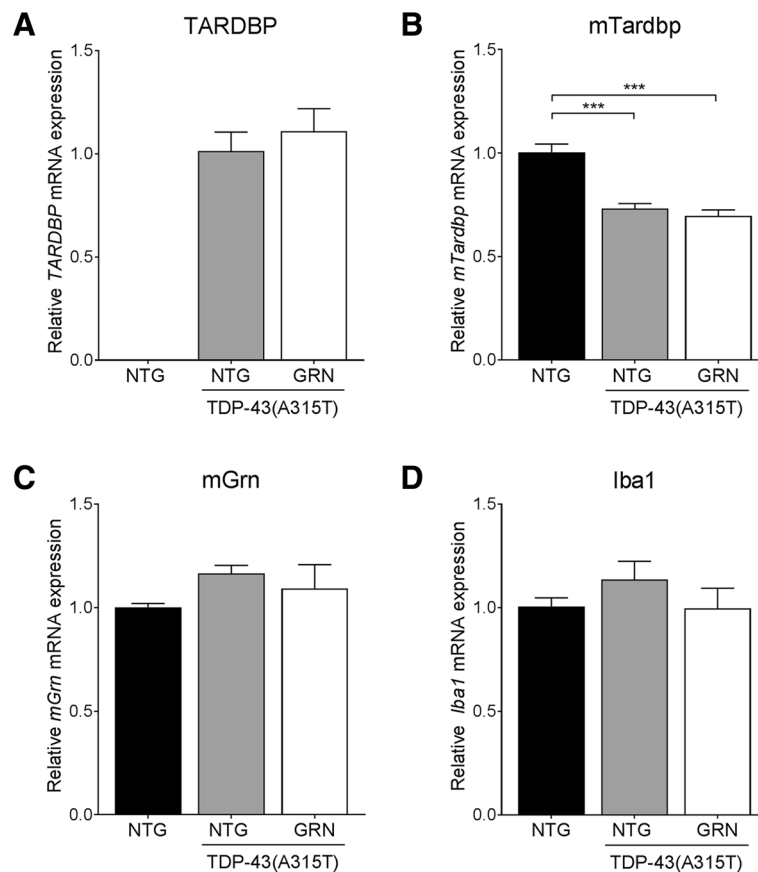 A
TARDBP
Relative TARDBP mRNA expression
1.5
1.0
0.5
0.0
NTG
NTG
GRN
TDP-43(A315T)
B
mTardbp
Relative mTardbp mRNA expression
1.5
1.0
0.5
0.0
***
***
NTG
NTG
GRN
TDP-43(A315T)
C
mGrn
Relative mGrn mRNA expression
1.5
1.0
0.5
0.0
NTG
NTG
GRN
TDP-43(A315T)
D
Iba1
Relative Iba1 mRNA expression
1.5
1.0
0.5
0.0
NTG
NTG
GRN
TDP-43(A315T)